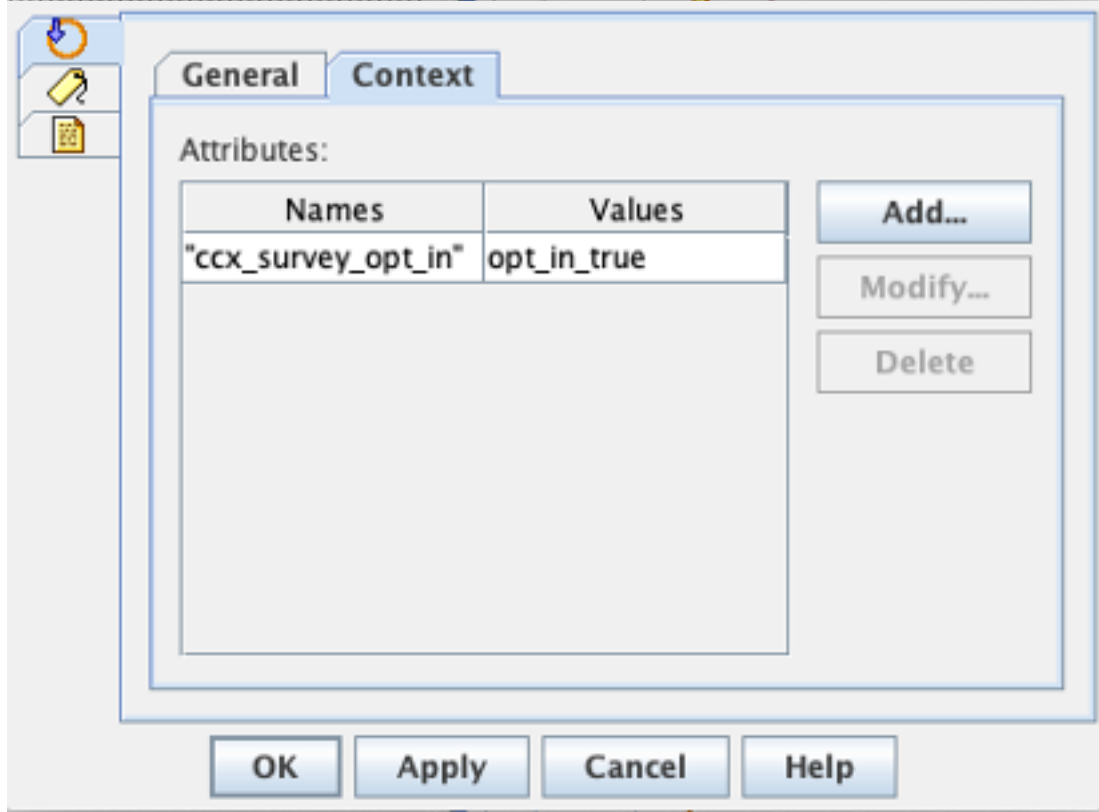 General Context
Attributes:
Names Values Add...
"ccx_survey_opt_in" opt_in_true
Modify...
Delete
OK Apply Cancel Help